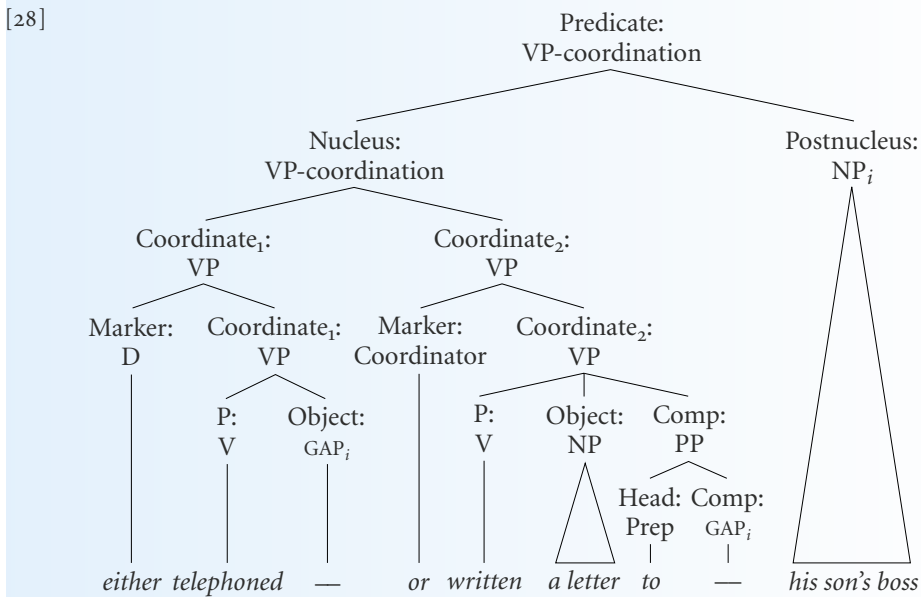 [28]
Predicate:
VP-coordination
Nucleus:
VP-coordination
Postnucleus:
NPᵢ
Coordinate₁:
VP
Coordinate₂:
VP
Marker:
D
Coordinate₁:
VP
Marker:
Coordinator
Coordinate₂:
VP
P:
V
Object:
GAPᵢ
P:
V
Object:
NP
Comp:
PP
Head:
Prep
Comp:
GAPᵢ
either telephoned — or written a letter to — his son's boss